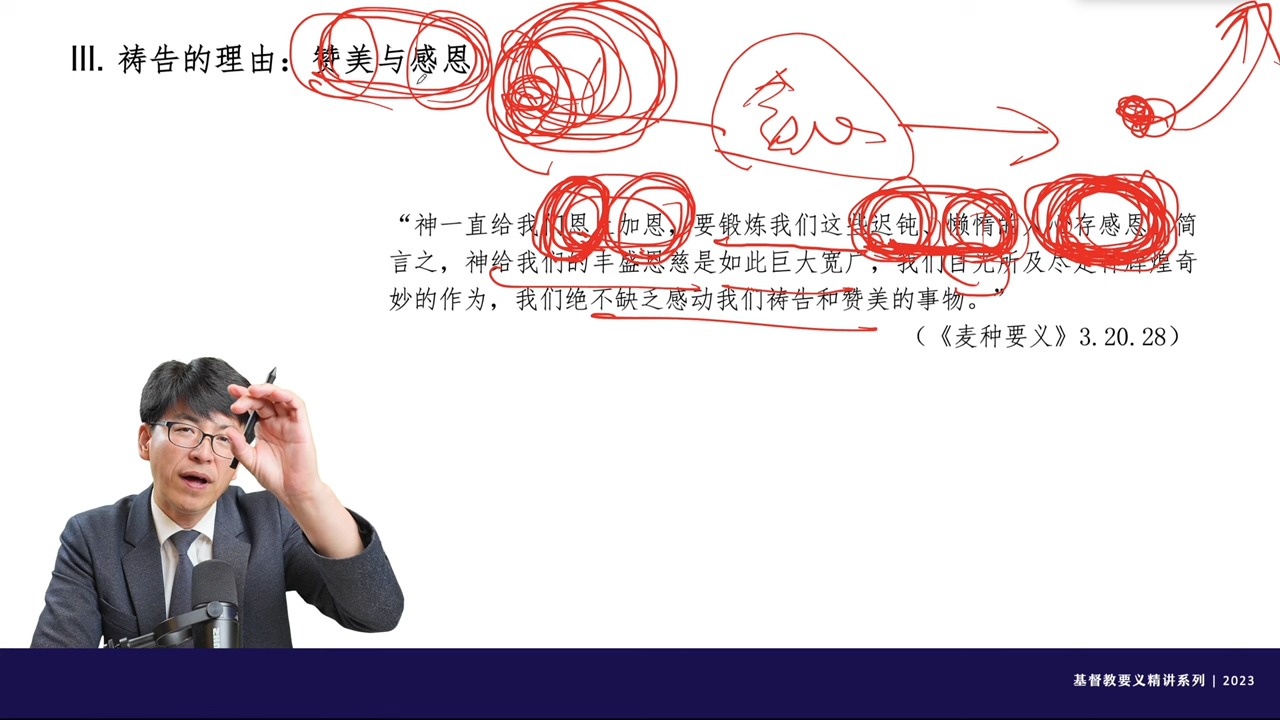 III. 祷告的理由：赞美与感恩
“神一直给我们恩上加恩，要锻炼我们这些迟钝、懒惰的人心存感恩。简
言之，神给我们的丰盛恩慈是如此巨大宽广，我们目光所及尽是神辉煌奇
妙的作为，我们绝不缺乏感动我们祷告和赞美的事物。”
（《麦种要义》3.20.28）
基督教要义精讲系列 | 2023